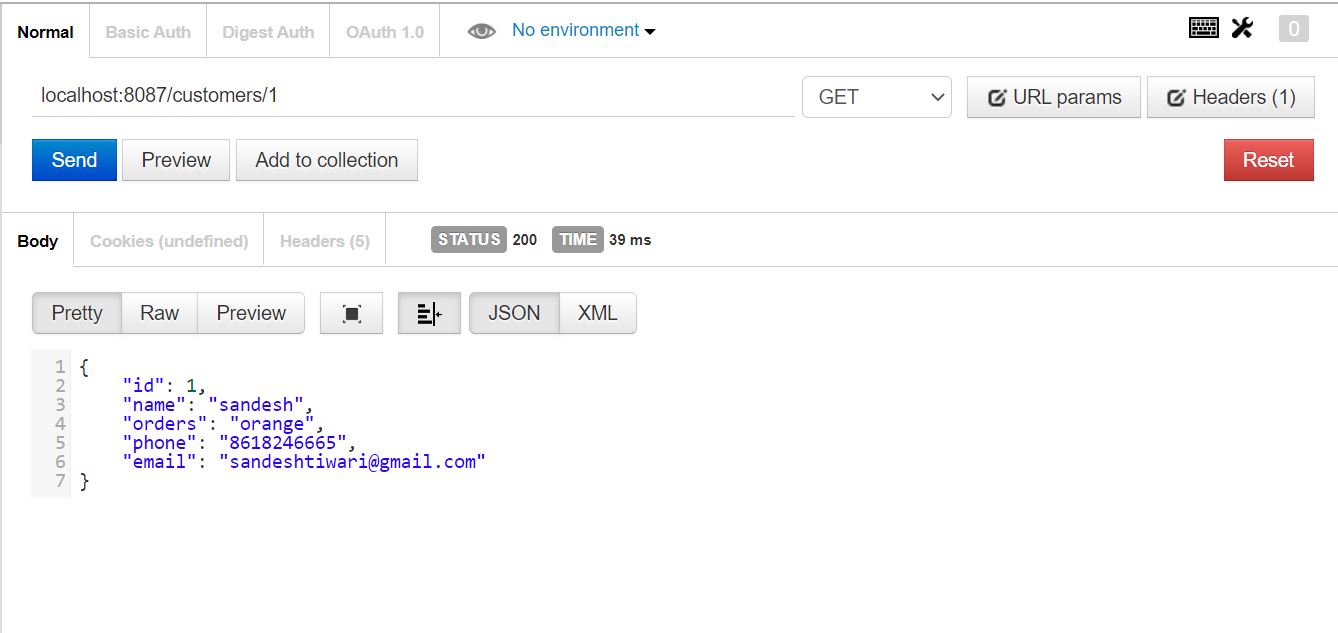 Normal Basic Auth Digest Auth OAuth 1.0 No environment 0
localhost:8087/customers/1 GET URL params Headers (1)
Send Preview Add to collection Reset
Body Cookies (undefined) Headers (5) STATUS 200 TIME 39 ms
Pretty Raw Preview JSON XML
1 {
2 "id": 1,
3 "name": "sandesh",
4 "orders": "orange",
5 "phone": "8618246665",
6 "email": "sandeshtiwari@gmail.com"
7 }